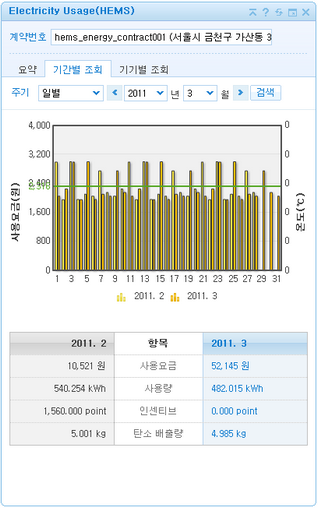 Electricity Usage(HEMS)
계약번호 hems_energy_contract001 (서울시 금천구 가산동 3
요약 기간별 조회 기기별 조회
주기 일별 2011 년 3 월 검색
4,000 0
3,200 0
2,400 0
1,600 0
800 0
0 0
사용요금(원)
온도(℃)
1 3 5 7 9 11 13 15 17 19 21 23 25 27 29 31
2011. 2 2011. 3
2011. 2 항목 2011. 3
10,521 원 사용요금 52,145 원
540.254 kWh 사용량 482.015 kWh
1,560.000 point 인센티브 0.000 point
5.001 kg 탄소 배출량 4.985 kg